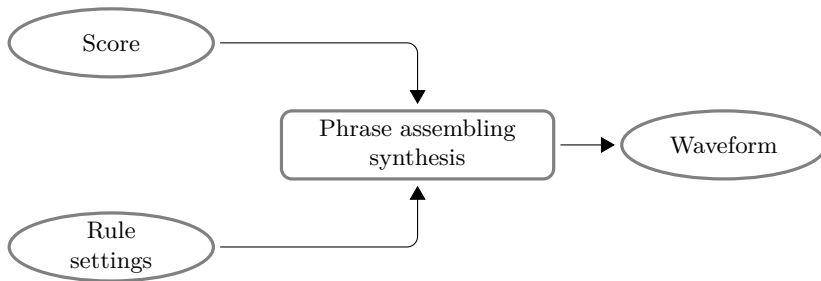 Score
Phrase assembling
synthesis
Waveform
Rule
settings